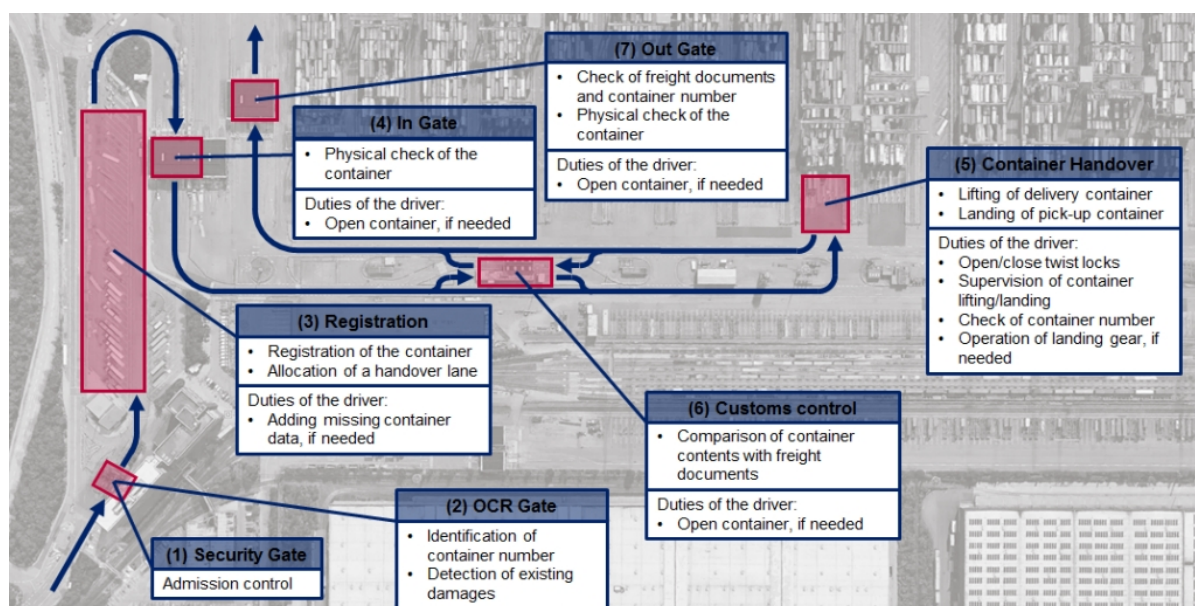 (7) Out Gate
• Check of freight documents
and container number
• Physical check of the
container
Duties of the driver:
• Open container, if needed
(4) In Gate
• Physical check of the
container
Duties of the driver:
• Open container, if needed
(5) Container Handover
• Lifting of delivery container
• Landing of pick-up container
Duties of the driver:
• Open/close twist locks
• Supervision of container
lifting/landing
• Check of container number
• Operation of landing gear, if
needed
(3) Registration
• Registration of the container
• Allocation of a handover lane
Duties of the driver:
• Adding missing container
data, if needed
(6) Customs control
• Comparison of container
contents with freight
documents
Duties of the driver:
• Open container, if needed
(2) OCR Gate
• Identification of
container number
• Detection of existing
damages
(1) Security Gate
Admission control